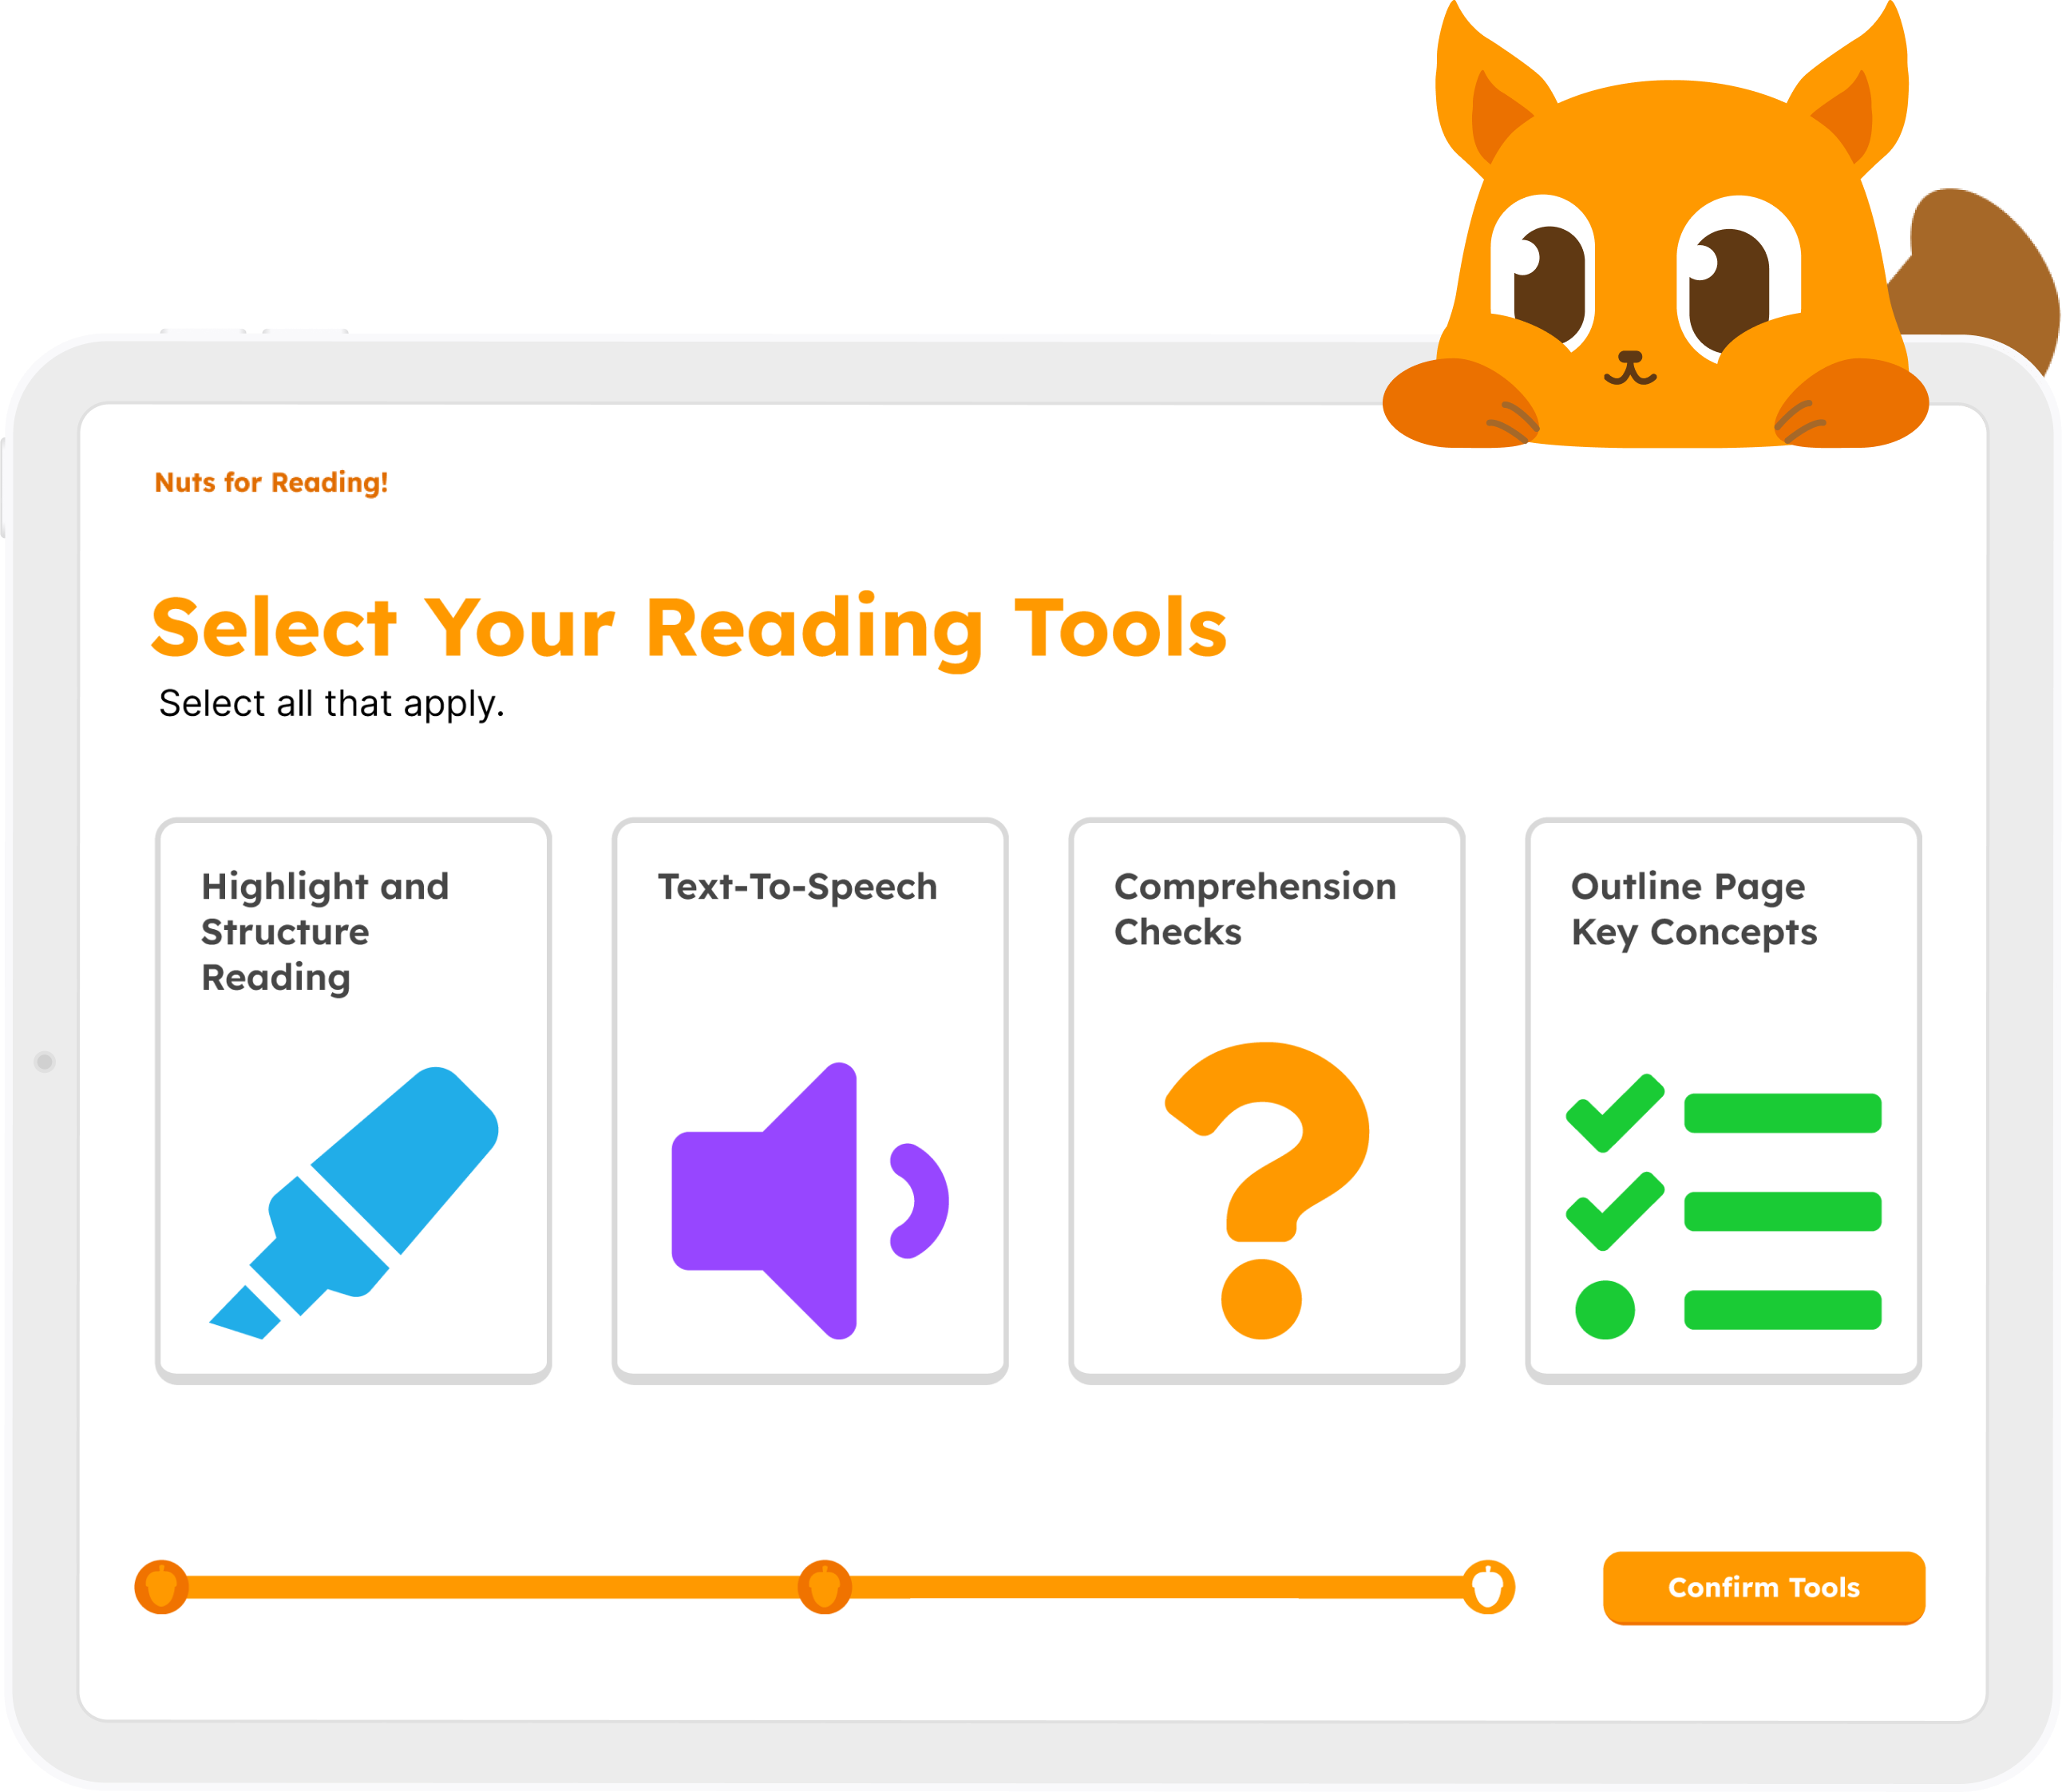 Nuts for Reading!
Select Your Reading Tools
Select all that apply.
Highlight and
Structure
Reading
Text-To-Speech
Comprehension
Checks
Outline Page
Key Concepts
Confirm Tools